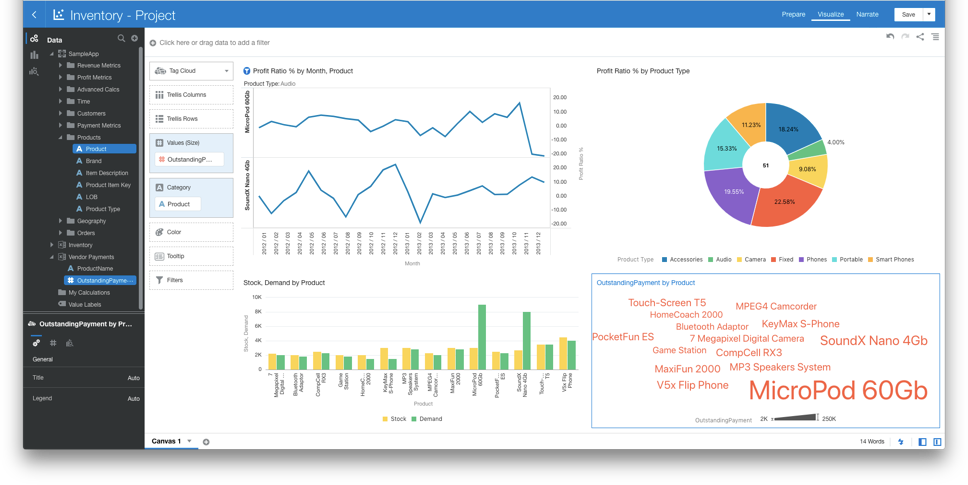 Inventory - Project
Prepare
Visualize
Narrate
Save
Data
SampleApp
Revenue Metrics
Profit Metrics
Advanced Calcs
Time
Customers
Payment Metrics
Products
A Product
A Brand
A Item Description
A Product Item Key
A LOB
A Product Type
Geography
Orders
Inventory
Vendor Payments
A ProductName
# OutstandingPayme...
My Calculations
Value Labels
OutstandingPayment by Pr...
General
Title Auto
Legend Auto
Click here or drag data to add a filter
Tag Cloud
Trellis Columns
Trellis Rows
# Values (Size)
# OutstandingP...
A Category
A Product
Color
Tooltip
Filters
Profit Ratio % by Month, Product
Product Type: Audio
MicroPod 60Gb
SoundX Nano 4Gb
20.00
10.00
0.00
-10.00
-20.00
20.00
10.00
0.00
-10.00
-20.00
Profit Ratio %
2012 / 01
2012 / 02
2012 / 03
2012 / 04
2012 / 05
2012 / 06
2012 / 07
2012 / 08
2012 / 09
2012 / 10
2012 / 11
2012 / 12
2013 / 01
2013 / 02
2013 / 03
2013 / 04
2013 / 05
2013 / 06
2013 / 07
2013 / 08
2013 / 09
2013 / 10
2013 / 11
2013 / 12
Month
Profit Ratio % by Product Type
18.24%
4.00%
9.08%
22.58%
19.55%
15.33%
11.23%
51
Product Type
Accessories
Audio
Camera
Fixed
Phones
Portable
Smart Phones
Stock, Demand by Product
Stock, Demand
10K
8K
6K
4K
2K
0
7 Megapixel Digital ...
Bluetooth Adaptor
CompCell RX3
Game Station
HomeC... 2000
KeyMax S-Phone
MP3 Speakers System
MPEG4 Camcor...
MaxiFun 2000
MicroPod 60Gb
PocketF... ES
SoundX Nano 4Gb
Touch-... T5
V5x Flip Phone
Product
Stock
Demand
OutstandingPayment by Product
Touch-Screen T5
MPEG4 Camcorder
HomeCoach 2000
Bluetooth Adaptor
KeyMax S-Phone
PocketFun ES
7 Megapixel Digital Camera
SoundX Nano 4Gb
Game Station
CompCell RX3
MaxiFun 2000
MP3 Speakers System
V5x Flip Phone
MicroPod 60Gb
OutstandingPayment 2K 250K
Canvas 1
14 Words